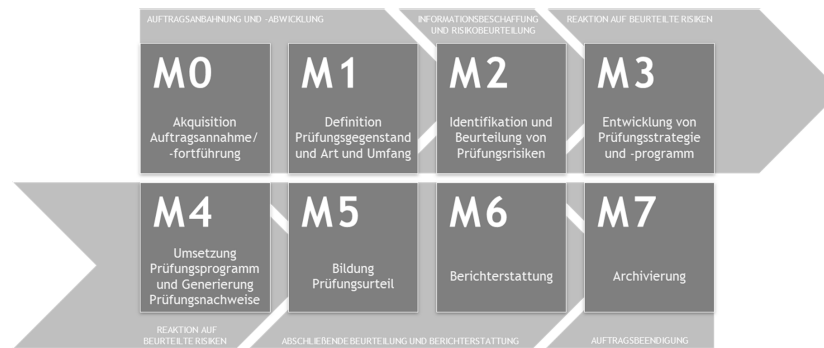 AUFTRAGSANBAHNUNG UND -ABWICKLUNG
INFORMATIONSBESCHAFFUNG
UND RISIKOBEURTEILUNG
REAKTION AUF BEURTEILTE RISIKEN
M0
Akquisition
Auftragsannahme/
-fortführung
M1
Definition
Prüfungsgegenstand
und Art und Umfang
M2
Identifikation und
Beurteilung von
Prüfungsrisiken
M3
Entwicklung von
Prüfungsstrategie
und -programm
M4
Umsetzung
Prüfungsprogramm
und Generierung
Prüfungsnachweise
M5
Bildung
Prüfungsurteil
M6
Berichterstattung
M7
Archivierung
REAKTION AUF
BEURTEILTE RISIKEN
ABSCHLIEßENDE BEURTEILUNG UND BERICHTERSTATTUNG
AUFTRAGSBEENDIGUNG